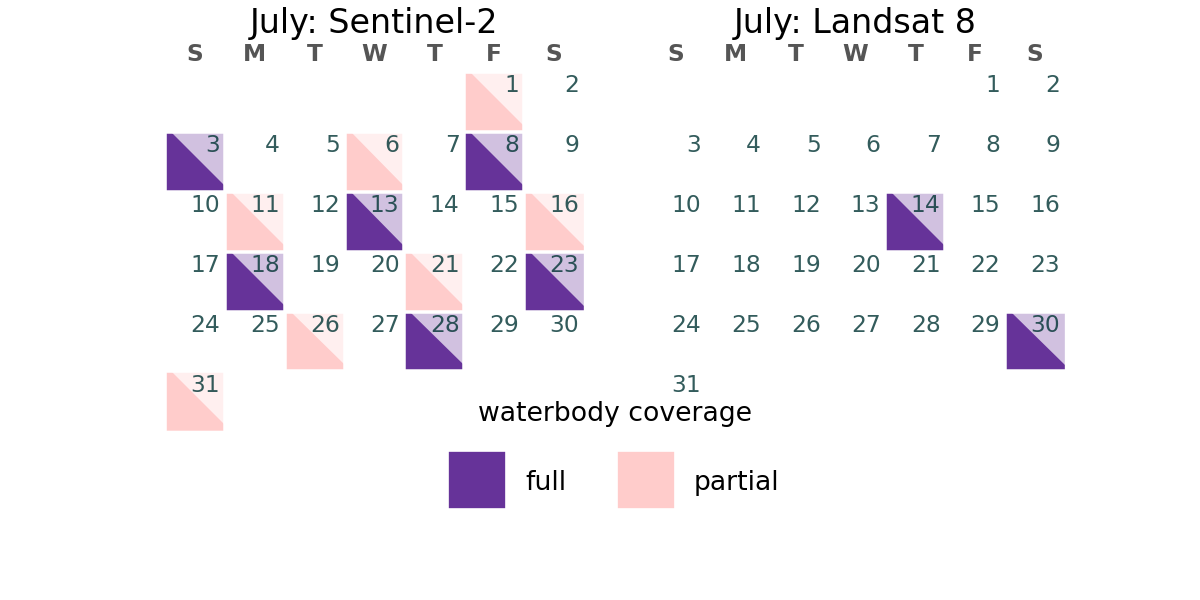 July: Sentinel-2
S M T W T F S
1 2
3 4 5 6 7 8 9
10 11 12 13 14 15 16
17 18 19 20 21 22 23
24 25 26 27 28 29 30
31
July: Landsat 8
S M T W T F S
1 2
3 4 5 6 7 8 9
10 11 12 13 14 15 16
17 18 19 20 21 22 23
24 25 26 27 28 29 30
31
waterbody coverage
full partial